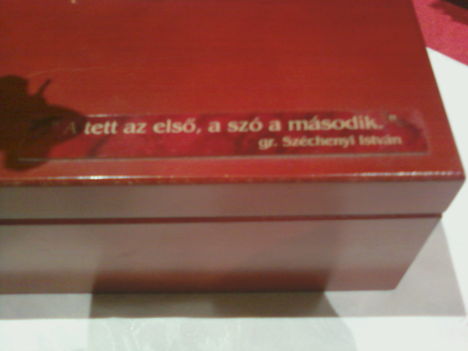 "A tett az első, a szó a második."
gr. Széchenyi István